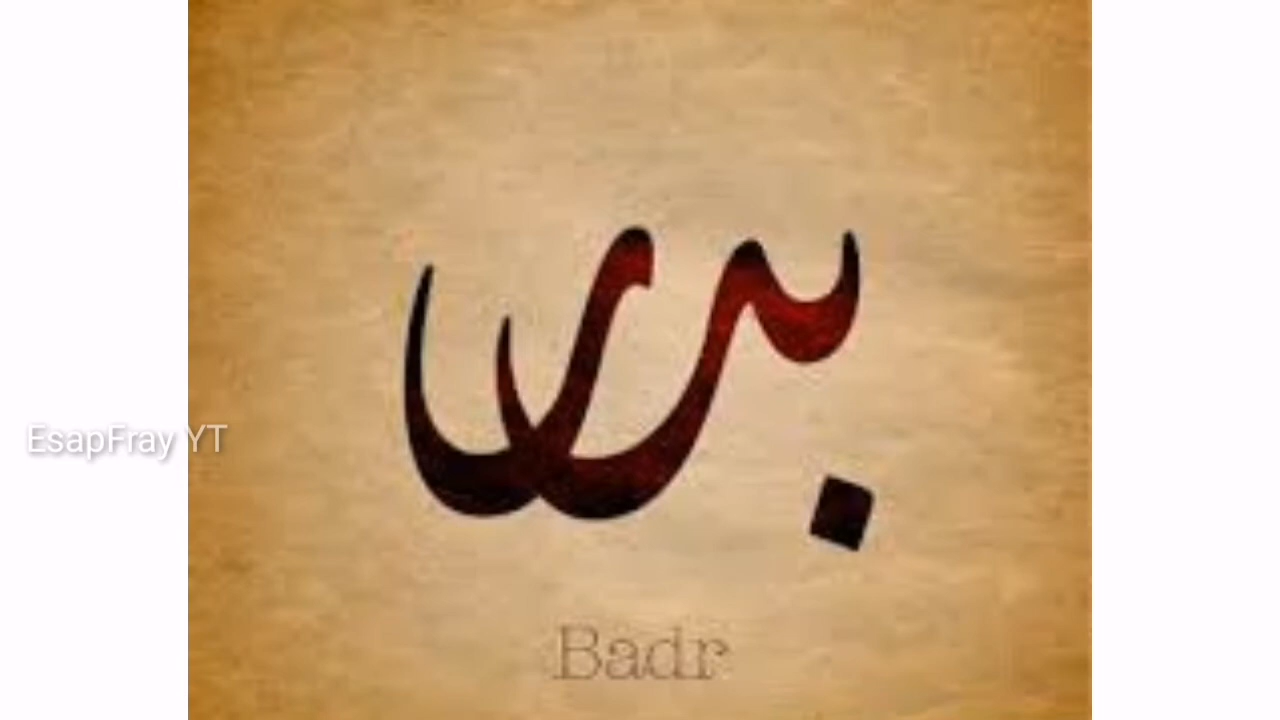 بدر
EsapFray YT
Badr